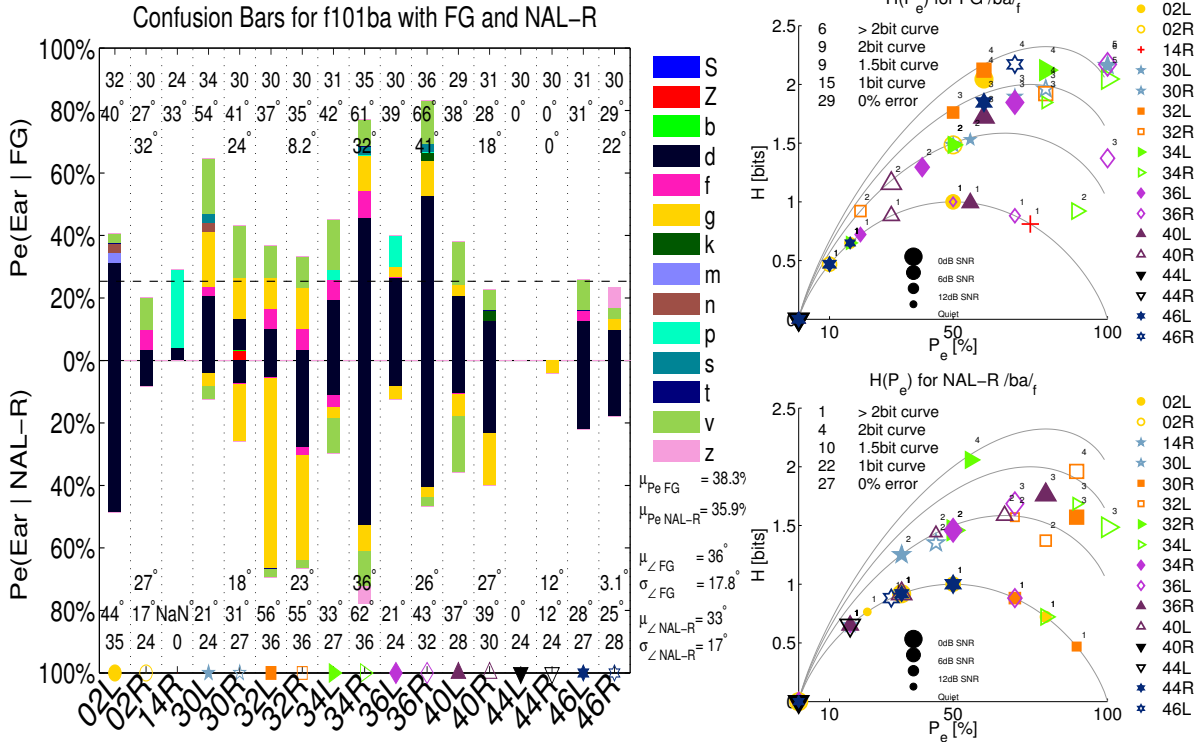 Confusion Bars for f101ba with FG and NAL−R
Pe(Ear | FG)
Pe(Ear | NAL−R)
100%
80%
60%
40%
20%
0%
20%
40%
60%
80%
100%
32 30 24 34 30 30 30 31 35 30 36 29 31 30 30 30 30
40° 27° 33° 54° 41° 37° 35° 42° 61° 39° 66° 38° 28° 0° 0° 31° 29°
32° 24° 8.2° 32° 41° 18° 0° 22°
27° 18° 23° 36° 26° 27° 12° 3.1°
44° 17° NaN° 21° 31° 56° 55° 33° 62° 21° 43° 37° 39° 0° 12° 28° 25°
35 24 0 24 27 36 36 27 36 24 32 28 30 24 24 27 28
02L 02R 14R 30L 30R 32L 32R 34L 34R 36L 36R 40L 40R 44L 44R 46L 46R
S
Z
b
d
f
g
k
m
n
p
s
t
v
z
μPe FG = 38.3%
μPe NAL−R = 35.9%
μ∠FG = 36°
σ∠FG = 17.8°
μ∠NAL−R = 33°
σ∠NAL−R = 17°
H(Pe) for FG /ba/f
6 > 2bit curve
9 2bit curve
9 1.5bit curve
15 1bit curve
29 0% error
H [bits]
2.5
2
1.5
1
0.5
0
0dB SNR
6dB SNR
12dB SNR
Quiet
10 50 100
Pe [%]
02L
02R
14R
30L
30R
32L
32R
34L
34R
36L
36R
40L
40R
44L
44R
46L
46R
H(Pe) for NAL−R /ba/f
1 > 2bit curve
4 2bit curve
10 1.5bit curve
22 1bit curve
27 0% error
H [bits]
2.5
2
1.5
1
0.5
0
0dB SNR
6dB SNR
12dB SNR
Quiet
10 50 100
Pe [%]
02L
02R
14R
30L
30R
32L
32R
34L
34R
36L
36R
40L
40R
44L
44R
46L